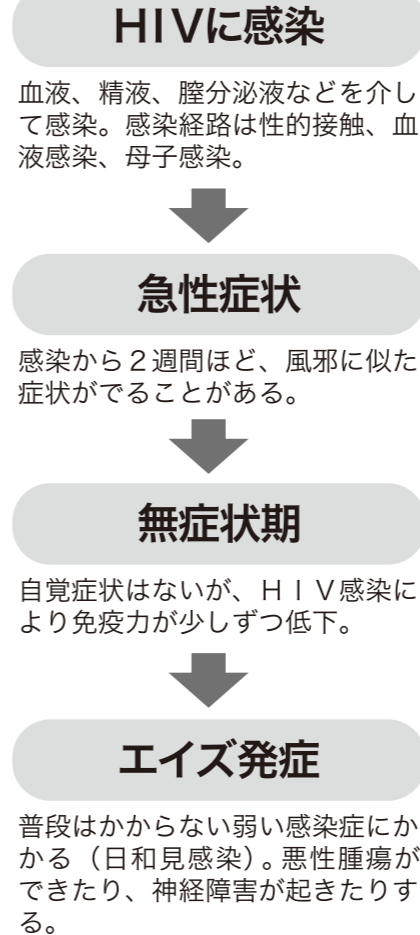 HIVに感染
血液、精液、膣分泌液などを介し
て感染。感染経路は性的接触、血
液感染、母子感染。
急性症状
感染から２週間ほど、風邪に似た
症状がでることがある。
無症状期
自覚症状はないが、ＨＩＶ感染に
より免疫力が少しずつ低下。
エイズ発症
普段はかからない弱い感染症にか
かる（日和見感染）。悪性腫瘍が
できたり、神経障害が起きたりす
る。